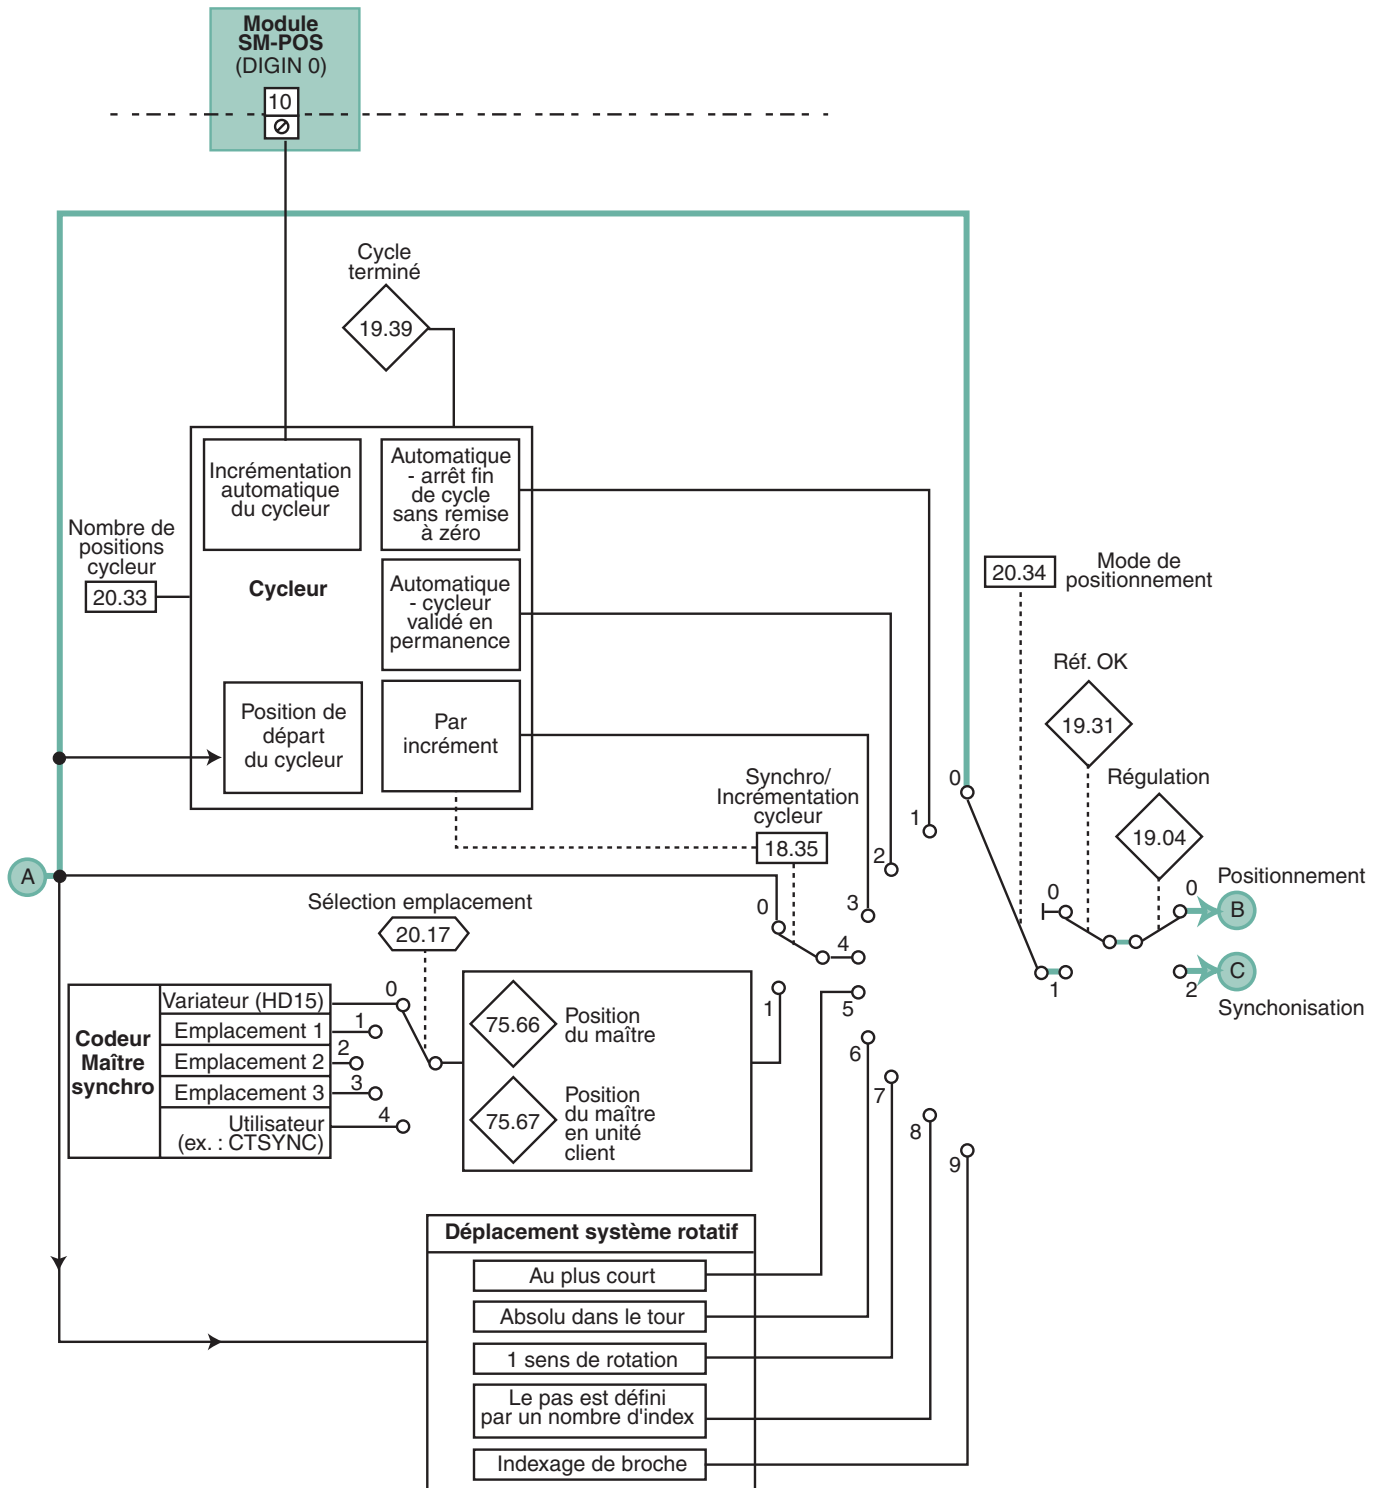 Module
SM-POS
(DIGIN 0)
10
Cycle
terminé
19.39
Incrémentation
automatique
du cycleur
Automatique
- arrêt fin
de cycle
sans remise
à zéro
Nombre de
positions
cycleur
20.33
Cycleur
Automatique
- cycleur
validé en
permanence
Position de
départ
du cycleur
Par
incrément
20.34
Mode de
positionnement
Réf. OK
19.31
Régulation
19.04
Synchro/
Incrémentation
cycleur
18.35
0
1
2
3
0
4
A
0
0
Positionnement
B
1
2
C
Synchonisation
Sélection emplacement
20.17
Codeur
Maître
synchro
Variateur (HD15)
0
Emplacement 1
1
Emplacement 2
2
Emplacement 3
3
Utilisateur
(ex. : CTSYNC)
4
75.66
Position
du maître
75.67
Position
du maître
en unité
client
1
5
6
7
8
9
Déplacement système rotatif
Au plus court
Absolu dans le tour
1 sens de rotation
Le pas est défini
par un nombre d'index
Indexage de broche